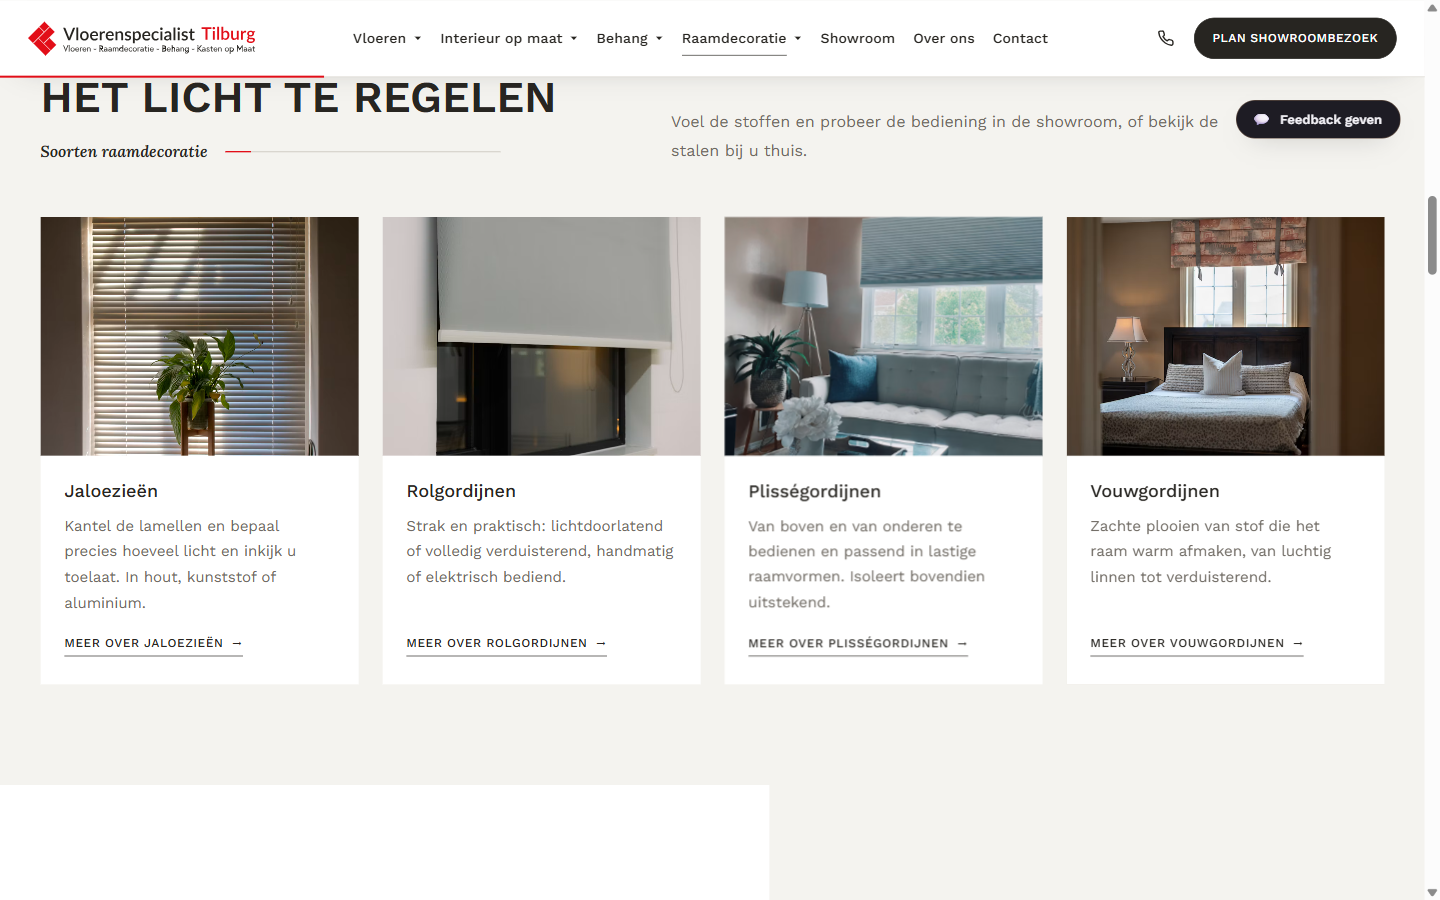 Vloerenspecialist Tilburg
Vloeren - Raamdecoratie - Behang - Kasten op Maat
Vloeren
Interieur op maat
Behang
Raamdecoratie
Showroom
Over ons
Contact
PLAN SHOWROOMBEZOEK
HET LICHT TE REGELEN
Soorten raamdecoratie
Voel de stoffen en probeer de bediening in de showroom, of bekijk de
stalen bij u thuis.
Feedback geven
Jaloezieën
Kantel de lamellen en bepaal
precies hoeveel licht en inkijk u
toelaat. In hout, kunststof of
aluminium.
MEER OVER JALOEZIEËN →
Rolgordijnen
Strak en praktisch: lichtdoorlatend
of volledig verduisterend, handmatig
of elektrisch bediend.
MEER OVER ROLGORDIJNEN →
Plisségordijnen
Van boven en van onderen te
bedienen en passend in lastige
raamvormen. Isoleert bovendien
uitstekend.
MEER OVER PLISSÉGORDIJNEN →
Vouwgordijnen
Zachte plooien van stof die het
raam warm afmaken, van luchtig
linnen tot verduisterend.
MEER OVER VOUWGORDIJNEN →